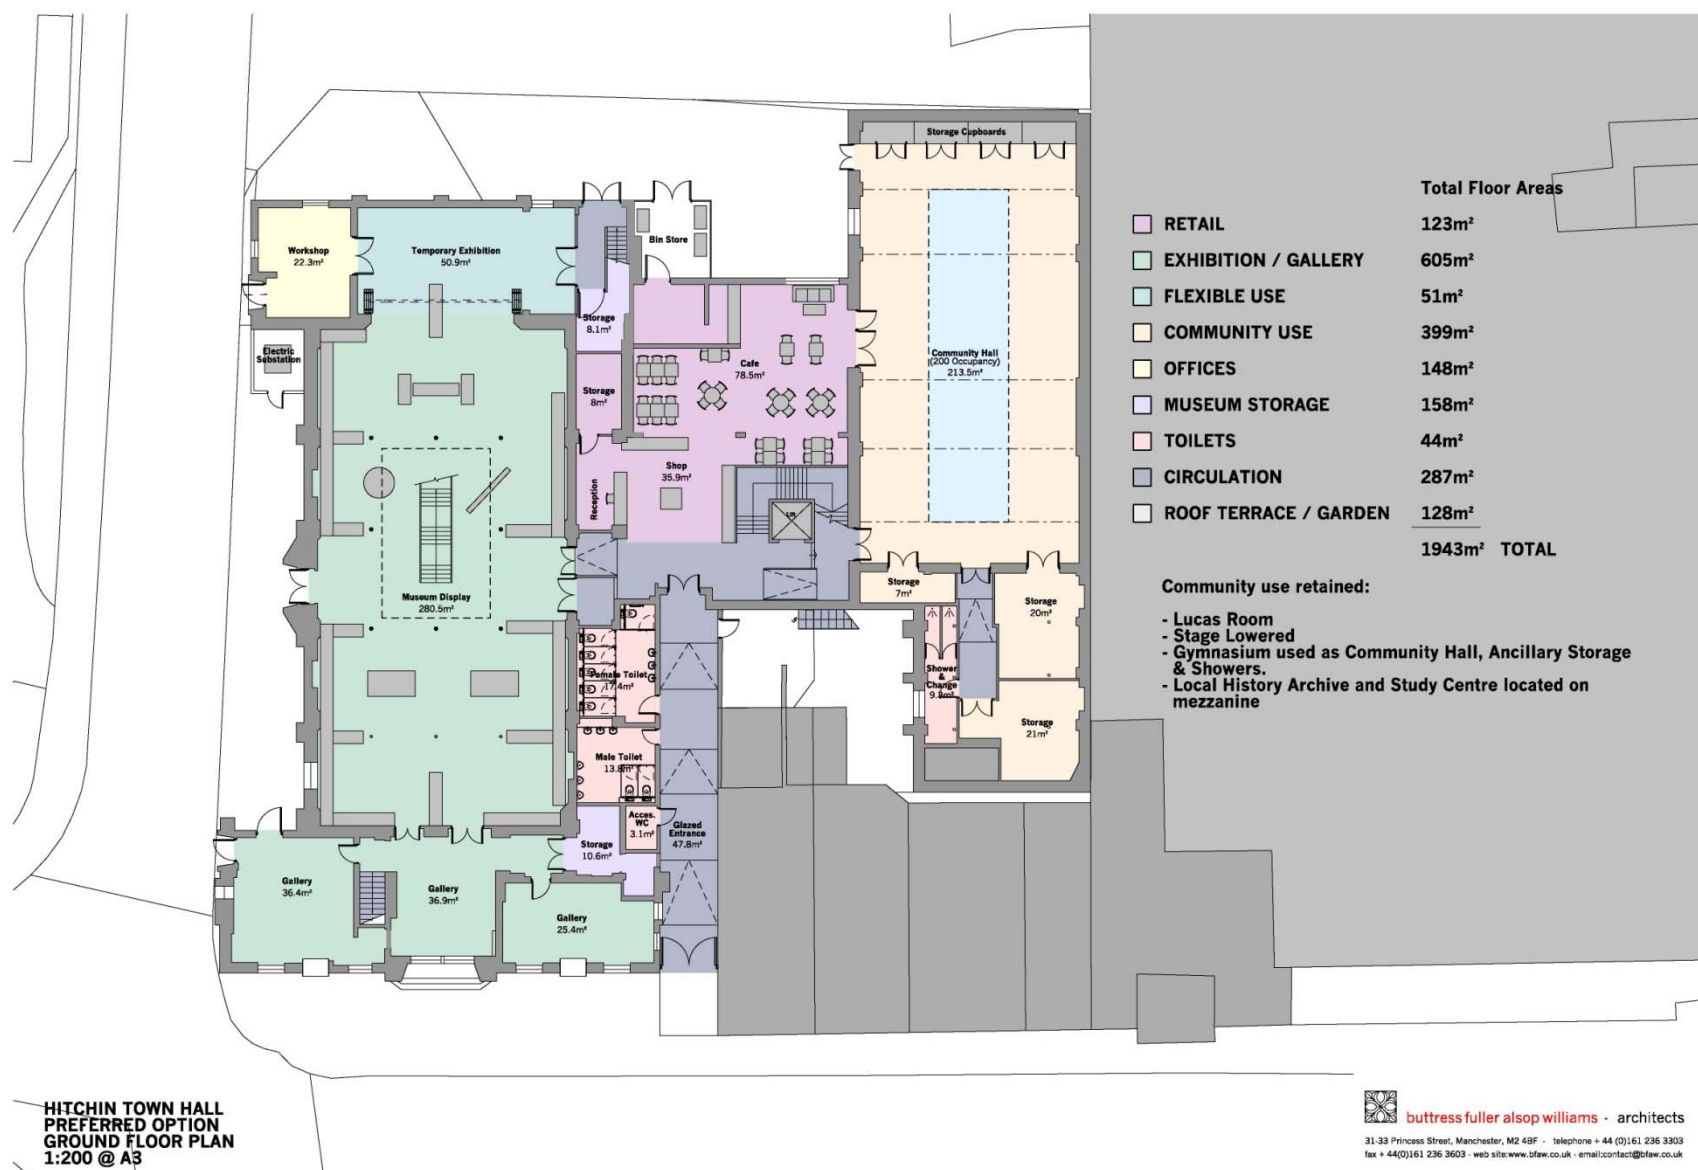 Storage Cupboards
Total Floor Areas
RETAIL 123m²
EXHIBITION / GALLERY 605m²
FLEXIBLE USE 51m²
COMMUNITY USE 399m²
OFFICES 148m²
MUSEUM STORAGE 158m²
TOILETS 44m²
CIRCULATION 287m²
ROOF TERRACE / GARDEN 128m²
1943m² TOTAL
Community use retained:
- Lucas Room
- Stage Lowered
- Gymnasium used as Community Hall, Ancillary Storage
& Showers.
- Local History Archive and Study Centre located on
mezzanine
Workshop
22.3m²
Temporary Exhibition
50.9m²
Bin Store
Storage
8.1m²
Electric
Substation
Cafe
78.5m²
Community Hall
(200 Occupancy)
213.5m²
Storage
8m²
Shop
35.9m²
Reception
Lift
Museum Display
280.5m²
Storage
7m²
Storage
20m²
Female Toilet
17.4m²
Shower
&
Change
Storage
21m²
Male Toilet
Acces.
WC
3.1m²
Glazed
Entrance
47.8m²
Storage
10.6m²
Gallery
36.4m²
Gallery
36.9m²
Gallery
25.4m²
HITCHIN TOWN HALL
PREFERRED OPTION
GROUND FLOOR PLAN
1:200 @ A3
buttress fuller alsop williams · architects
31-33 Princess Street, Manchester, M2 4BF · telephone + 44 (0)161 236 3303
fax + 44(0)161 236 3603 · web site:www.bfaw.co.uk · email:contact@bfaw.co.uk